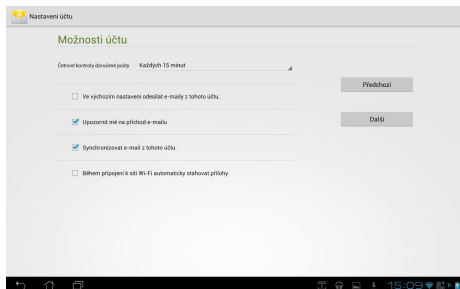 Nastavení účtu
Možnosti účtu
Četnost kontroly doručené pošty Každých 15 minut
Předchozí
Ve výchozím nastavení odesílat e-maily z tohoto účtu.
Upozornit mě na příchod e-mailu
Další
Synchronizovat e-mail z tohoto účtu.
Během připojení k síti Wi-Fi automaticky stahovat přílohy
15:09